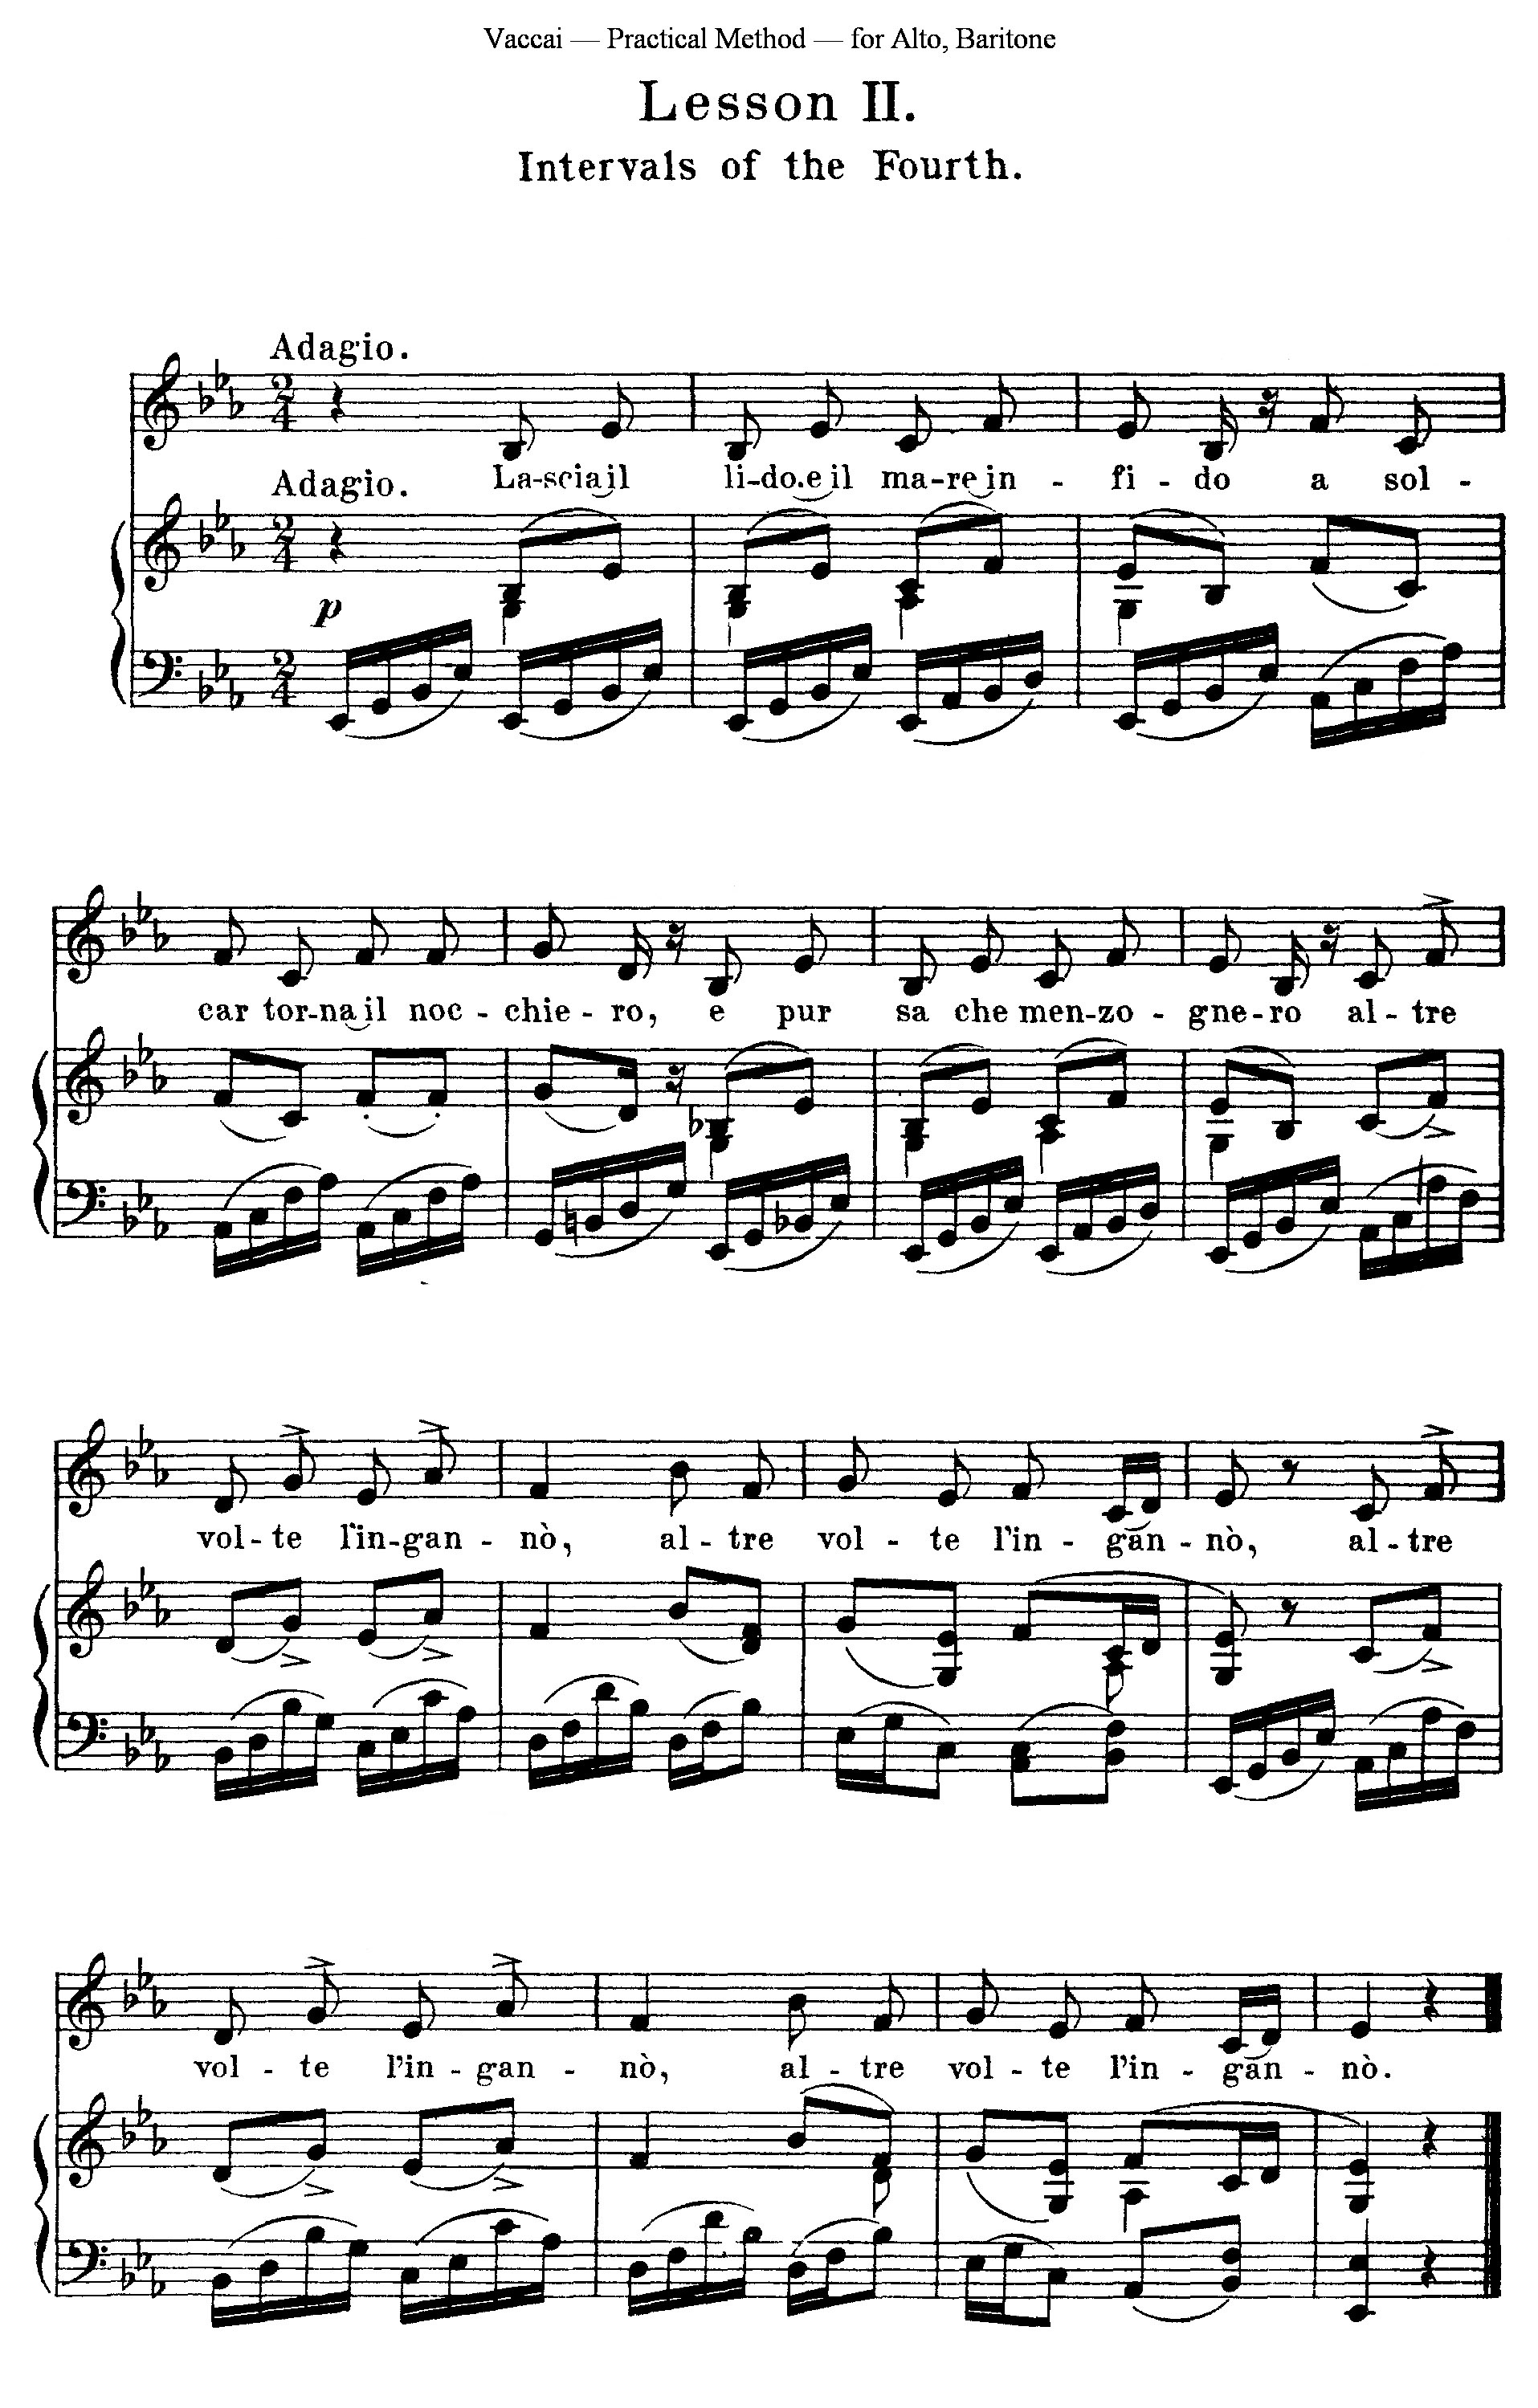 Vaccai — Practical Method — for Alto, Baritone
Lesson II.
Intervals of the Fourth.
Adagio.
La-scia il li-do. e il ma-re in - fi - do a sol -
Adagio.
p
car tor-na il noc - chie - ro, e pur sa che men-zo - gne-ro al - tre
vol - te l'in-gan - nò, al - tre vol - te l'in - gan - nò, al - tre
vol - te l'in - gan - nò, al - tre vol - te l'in - gan - nò.